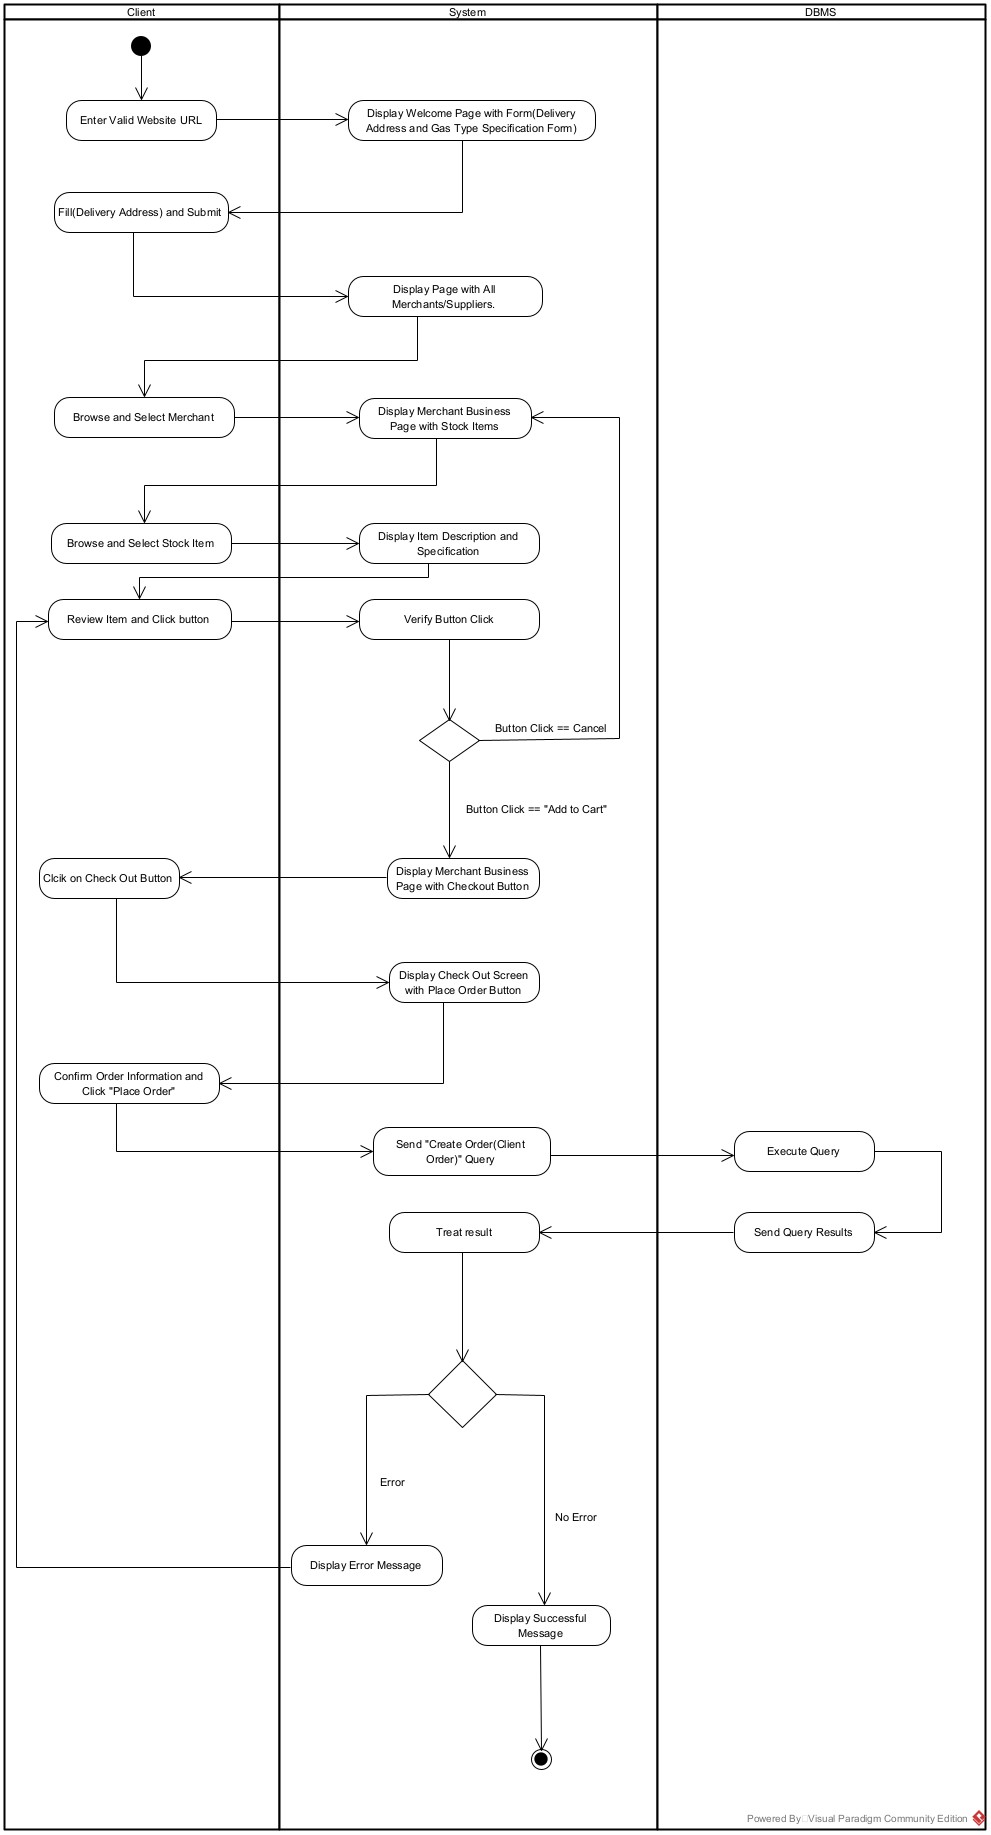 Client
System
DBMS
Enter Valid Website URL
Display Welcome Page with Form(Delivery
Address and Gas Type Specification Form)
Fill(Delivery Address) and Submit
Display Page with All
Merchants/Suppliers.
Browse and Select Merchant
Display Merchant Business
Page with Stock Items
Browse and Select Stock Item
Display Item Description and
Specification
Review Item and Click button
Verify Button Click
Button Click == Cancel
Button Click == "Add to Cart"
Clcik on Check Out Button
Display Merchant Business
Page with Checkout Button
Display Check Out Screen
with Place Order Button
Confirm Order Information and
Click "Place Order"
Send "Create Order(Client
Order)" Query
Execute Query
Treat result
Send Query Results
Error
No Error
Display Error Message
Display Successful
Message
Powered By Visual Paradigm Community Edition